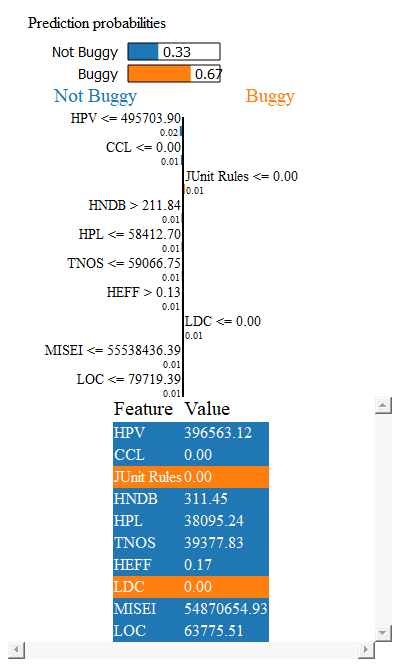 Prediction probabilities
Not Buggy 0.33
Buggy 0.67
Not Buggy Buggy
HPV <= 495703.90
0.02
CCL <= 0.00
0.01
JUnit Rules <= 0.00
0.01
HNDB > 211.84
0.01
HPL <= 58412.70
0.01
TNOS <= 59066.75
0.01
HEFF > 0.13
0.01
LDC <= 0.00
0.01
MISEI <= 55538436.39
0.01
LOC <= 79719.39
0.01
Feature Value
HPV 396563.12
CCL 0.00
JUnit Rules 0.00
HNDB 311.45
HPL 38095.24
TNOS 39377.83
HEFF 0.17
LDC 0.00
MISEI 54870654.93
LOC 63775.51